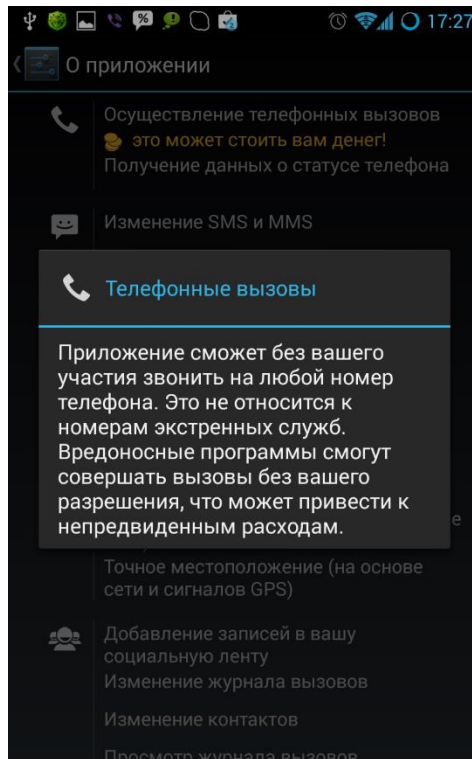 17:27
О приложении
Осуществление телефонных вызовов
это может стоить вам денег!
Получение данных о статусе телефона
Изменение SMS и MMS
Телефонные вызовы
Приложение сможет без вашего
участия звонить на любой номер
телефона. Это не относится к
номерам экстренных служб.
Вредоносные программы смогут
совершать вызовы без вашего
разрешения, что может привести к
непредвиденным расходам.
Точное местоположение (на основе
сети и сигналов GPS)
Добавление записей в вашу
социальную ленту
Изменение журнала вызовов
Изменение контактов
Просмотр журнала вызовов